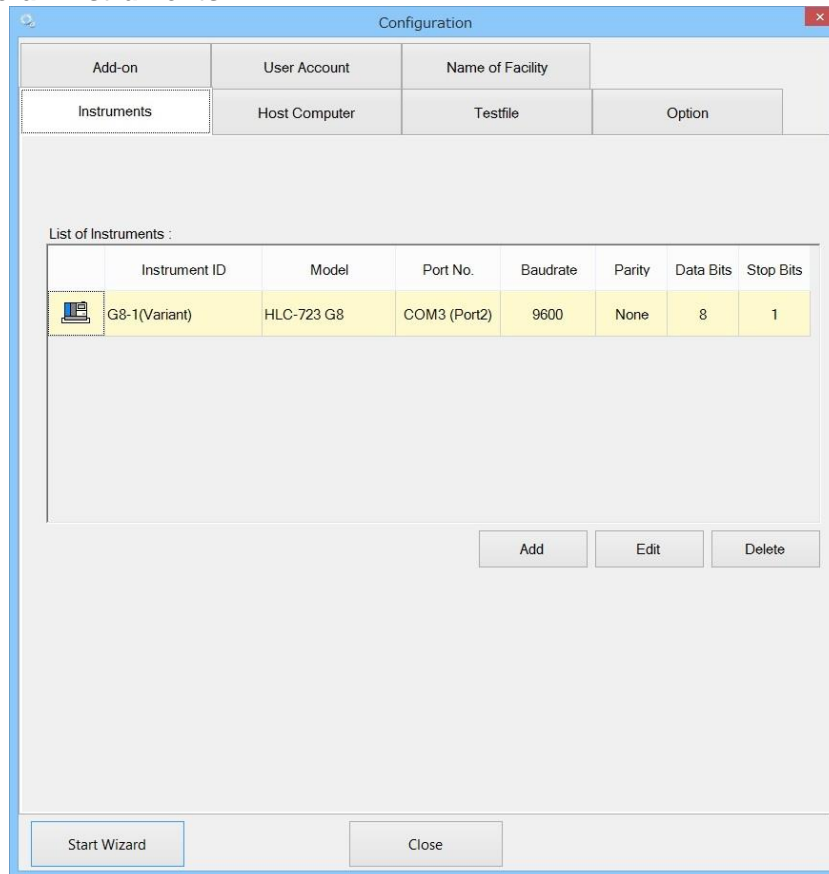 Configuration
Add-on User Account Name of Facility
Instruments Host Computer Testfile Option
List of Instruments :
Instrument ID Model Port No. Baudrate Parity Data Bits Stop Bits
G8-1(Variant) HLC-723 G8 COM3 (Port2) 9600 None 8 1
Add Edit Delete
Start Wizard Close